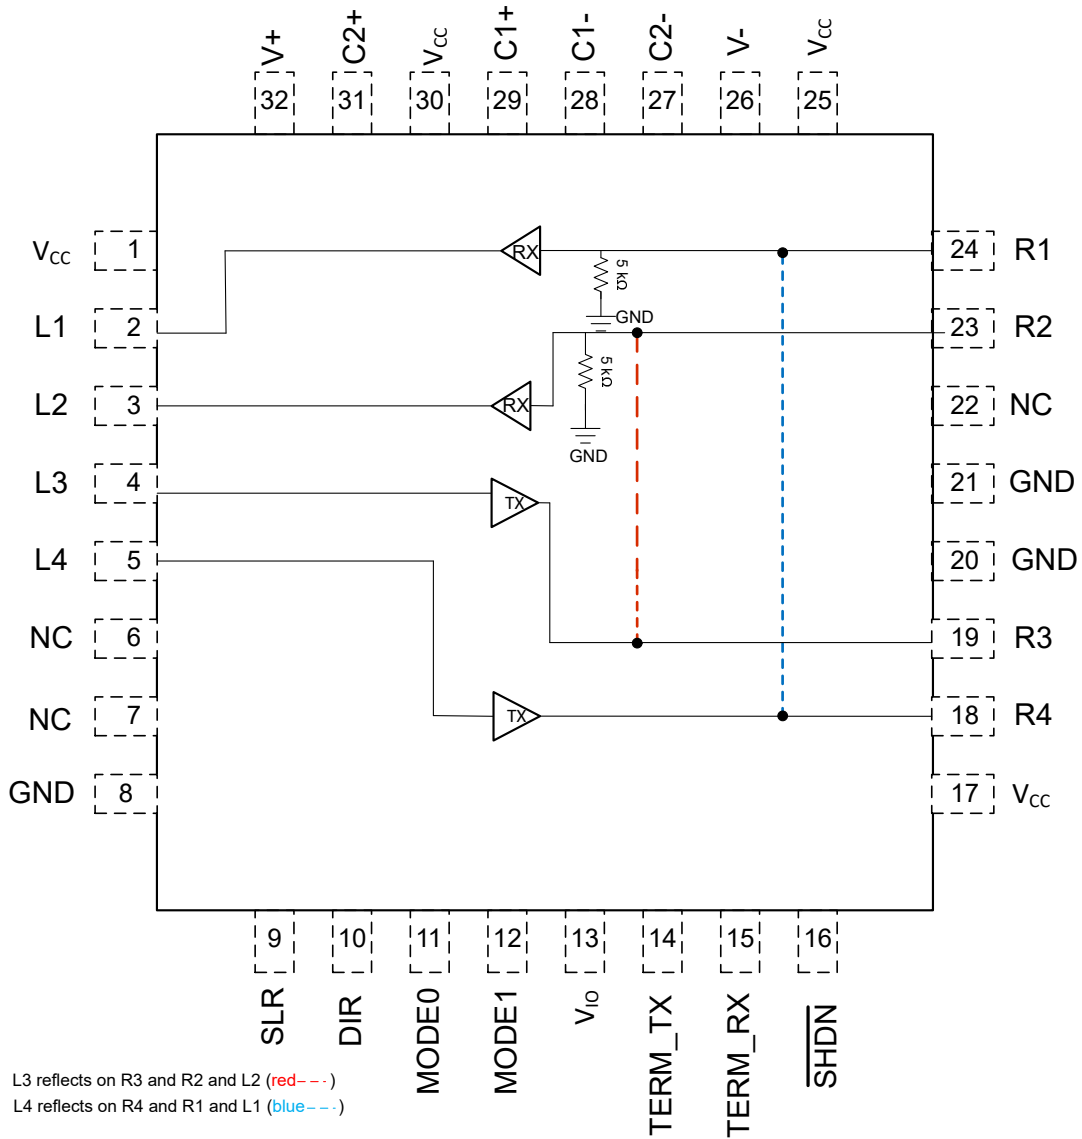 V+
C2+
VCC
C1+
C1-
C2-
V-
VCC
32
31
30
29
28
27
26
25
VCC
1
RX
24
R1
5 kΩ
GND
L1
2
23
R2
5 kΩ
L2
3
RX
22
NC
GND
L3
4
TX
21
GND
L4
5
20
GND
NC
6
19
R3
NC
7
TX
18
R4
GND
8
17
VCC
9
10
11
12
13
14
15
16
SLR
DIR
MODE0
MODE1
VIO
TERM_TX
TERM_RX
SHDN
L3 reflects on R3 and R2 and L2 (red---·)
L4 reflects on R4 and R1 and L1 (blue---·)